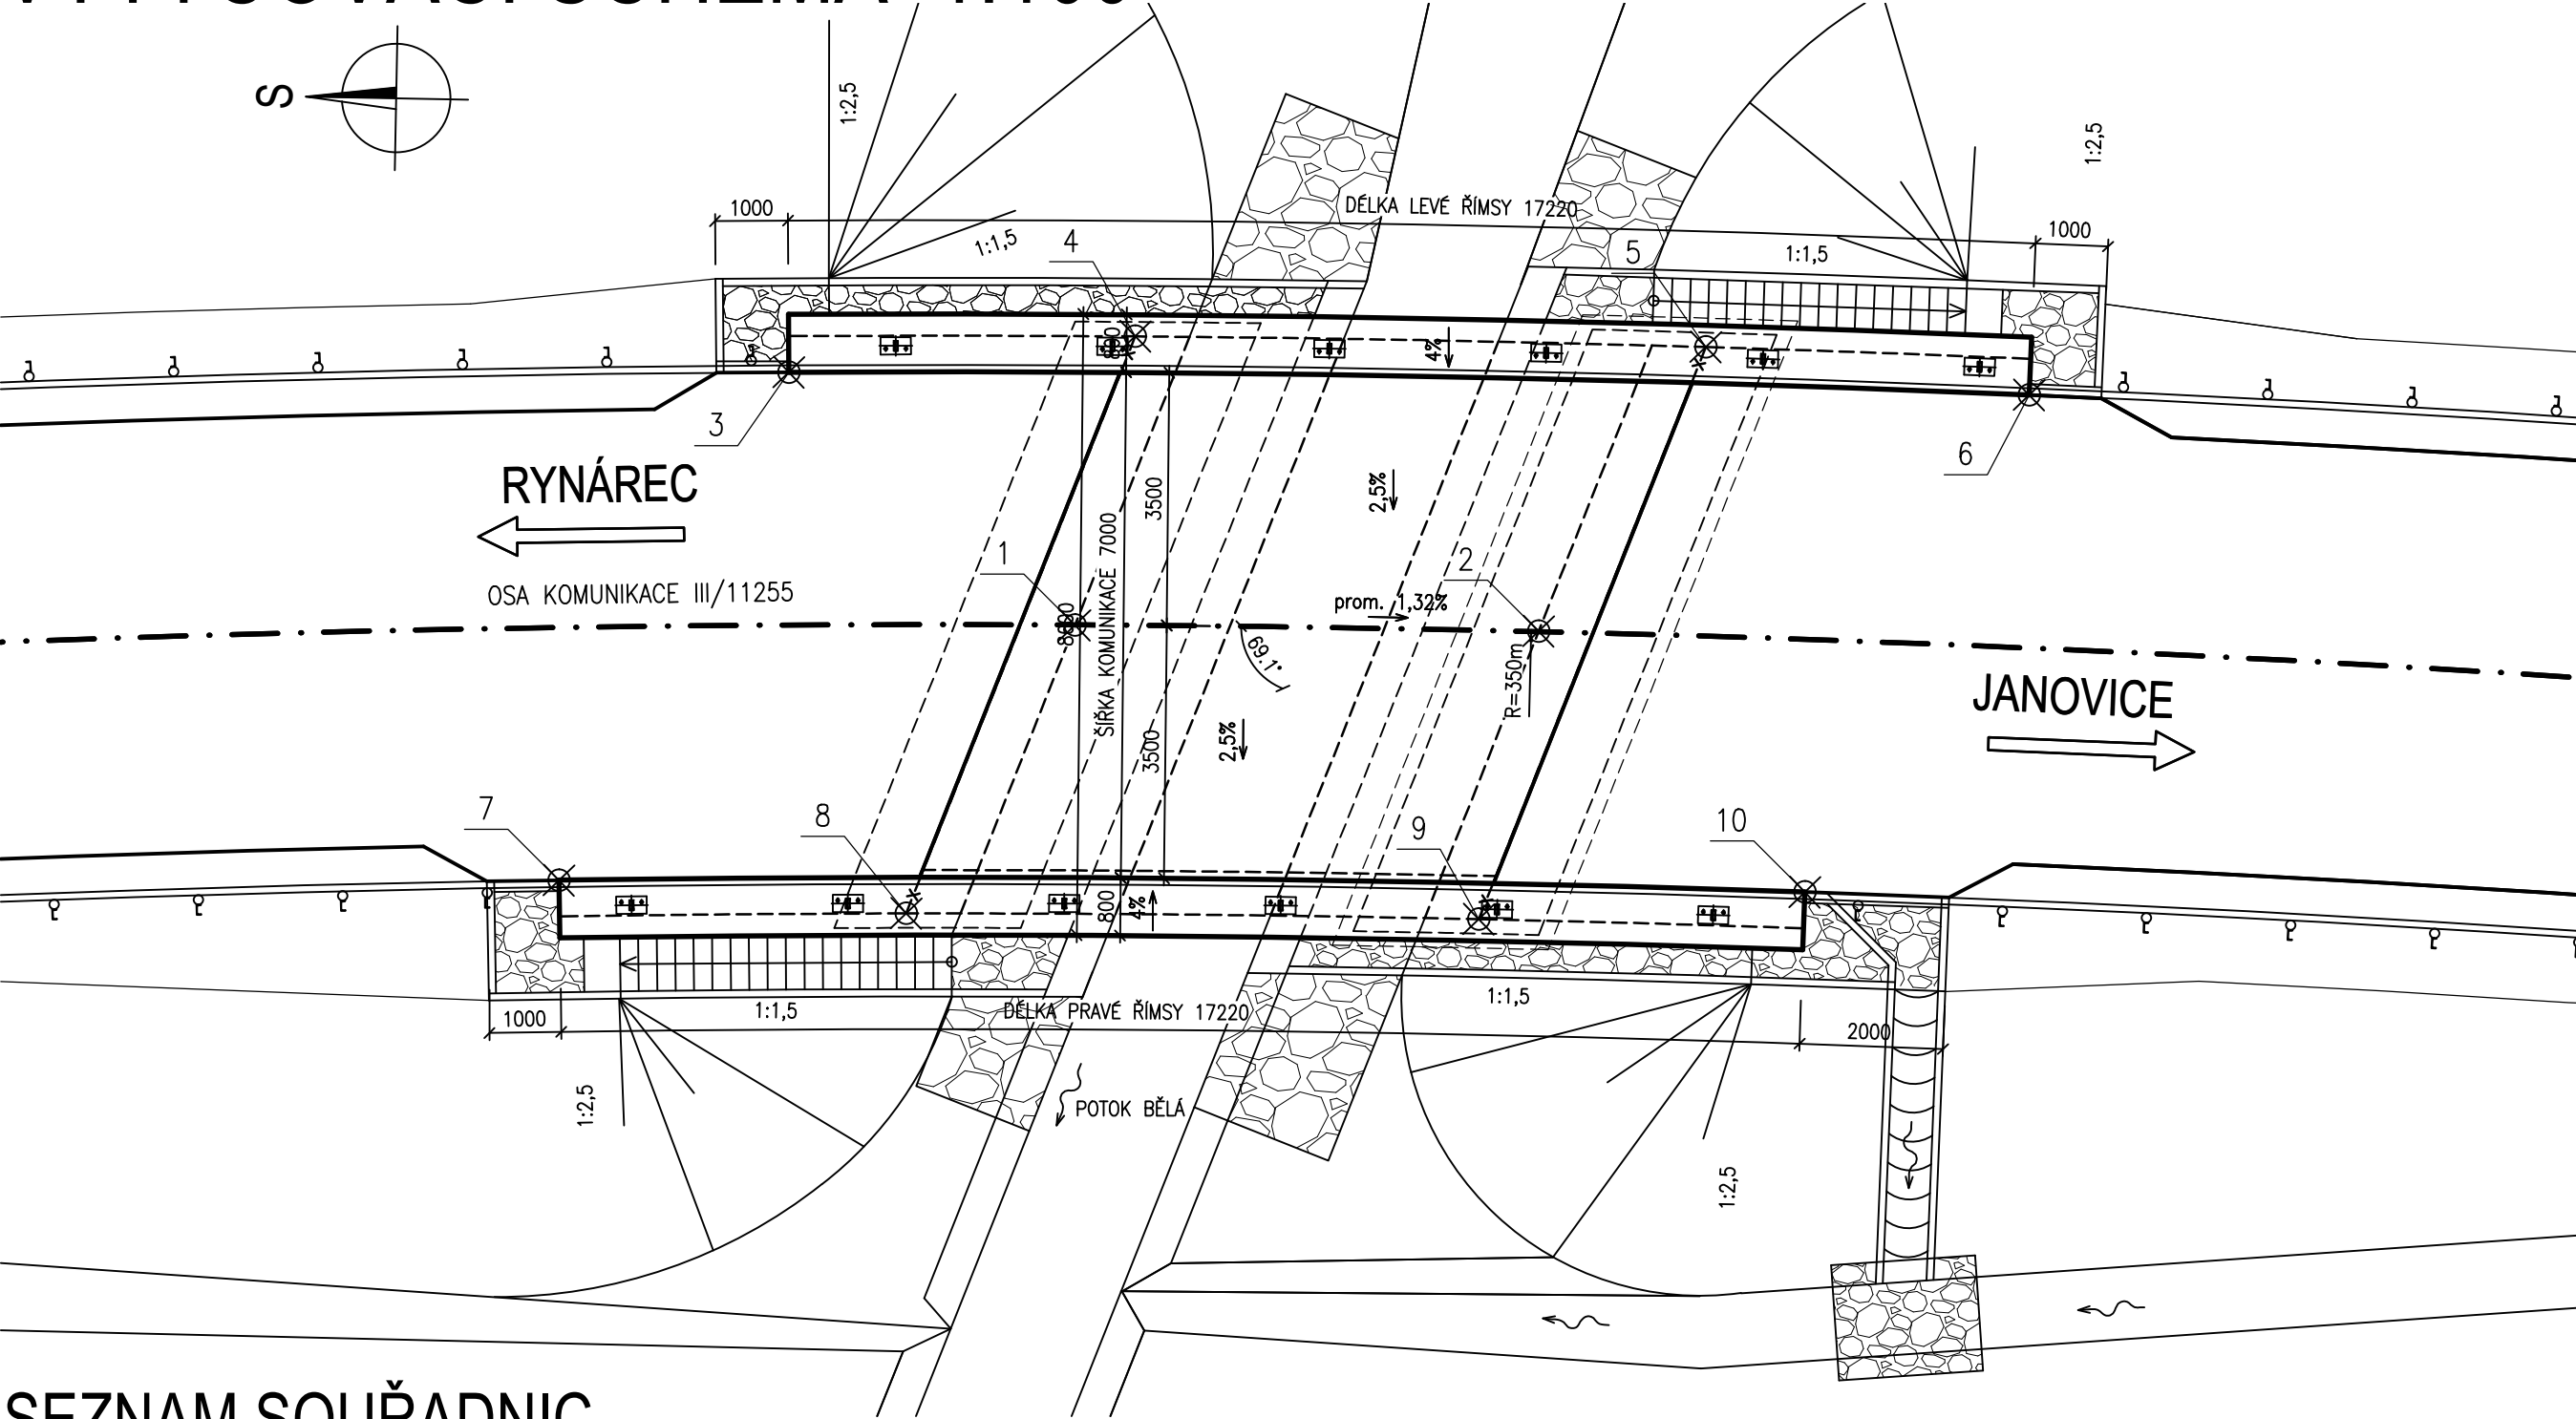 S
1:2,5
1:2,5
DÉLKA LEVÉ ŘÍMSY 17220
1000
1000
1:1,5
4
5
1:1,5
800
4%
3
6
RYNÁREC
2,5%
3500
1
2
ŠÍŘKA KOMUNIKACE 7000
OSA KOMUNIKACE III/11255
prom. 1,32%
69.1°
R=350m
JANOVICE
2,5%
3500
7
8
9
10
800
4%
1000
1:1,5
DÉLKA PRAVÉ ŘÍMSY 17220
1:1,5
2000
1:2,5
POTOK BĚLÁ
1:2,5
SEZNAM SOUŘADNIC